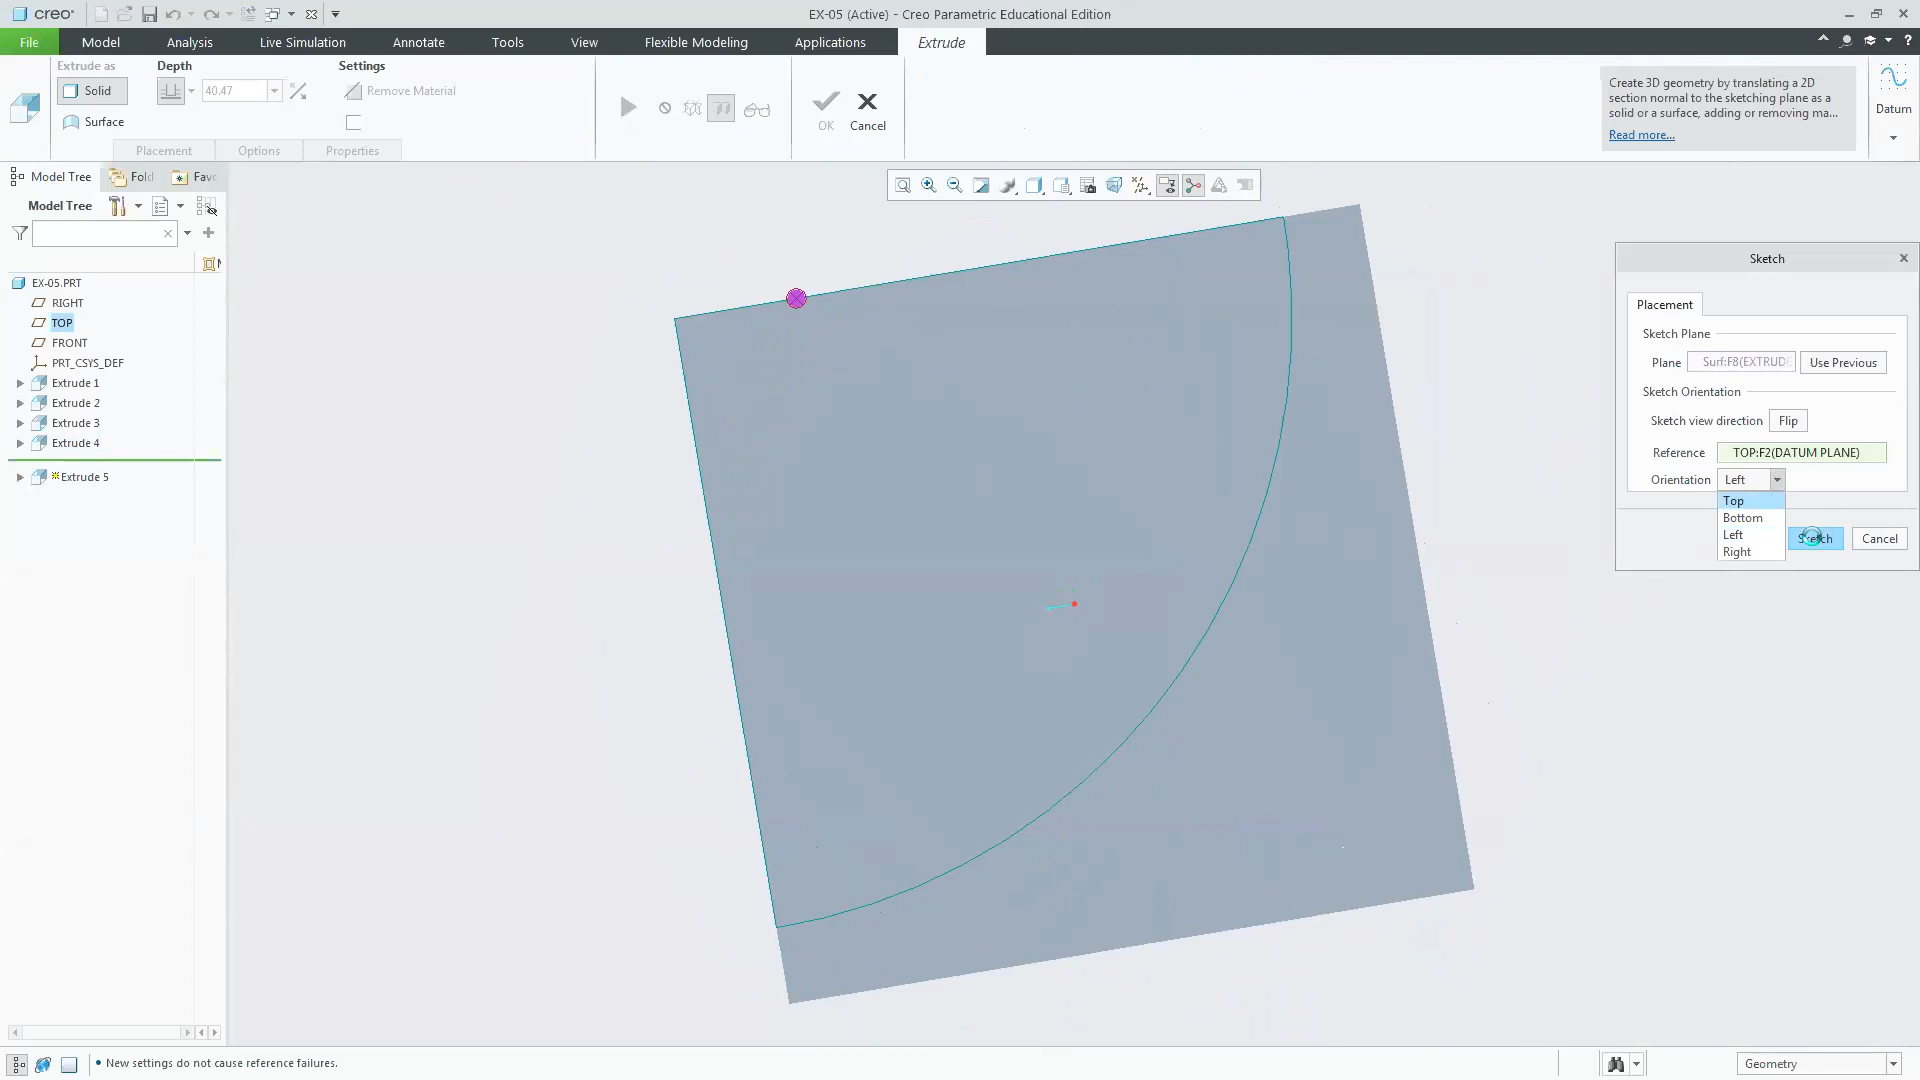 creo®
EX-05 (Active) - Creo Parametric Educational Edition
File Model Analysis Live Simulation Annotate Tools View Flexible Modeling Applications Extrude
Extrude as Depth Settings
Solid 40.47 Remove Material
Surface
OK Cancel
Placement Options Properties
Create 3D geometry by translating a 2D
section normal to the sketching plane as a
solid or a surface, adding or removing ma...
Read more...
Datum
Model Tree Fold Fav
Model Tree
EX-05.PRT
RIGHT
TOP
FRONT
PRT_CSYS_DEF
Extrude 1
Extrude 2
Extrude 3
Extrude 4
Extrude 5
Sketch
Placement
Sketch Plane
Plane Surf:F8(EXTRUDE Use Previous
Sketch Orientation
Sketch view direction Flip
Reference TOP:F2(DATUM PLANE)
Orientation Left
Top
Bottom
Left
Right
Sketch Cancel
• New settings do not cause reference failures.
Geometry